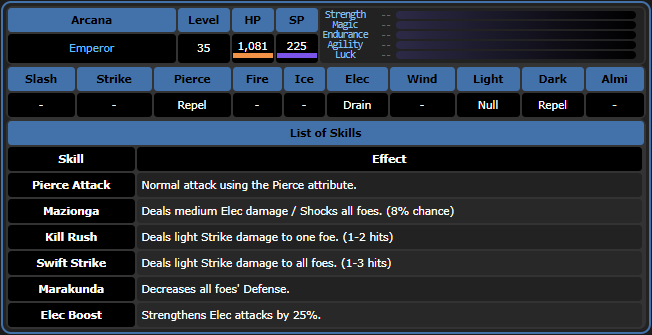 Arcana Level HP SP
Emperor 35 1,081 225
Strength --
Magic --
Endurance --
Agility --
Luck --
Slash Strike Pierce Fire Ice Elec Wind Light Dark Almi
- - Repel - - Drain - Null Repel -
List of Skills
Skill Effect
Pierce Attack Normal attack using the Pierce attribute.
Mazionga Deals medium Elec damage / Shocks all foes. (8% chance)
Kill Rush Deals light Strike damage to one foe. (1-2 hits)
Swift Strike Deals light Strike damage to all foes. (1-3 hits)
Marakunda Decreases all foes' Defense.
Elec Boost Strengthens Elec attacks by 25%.